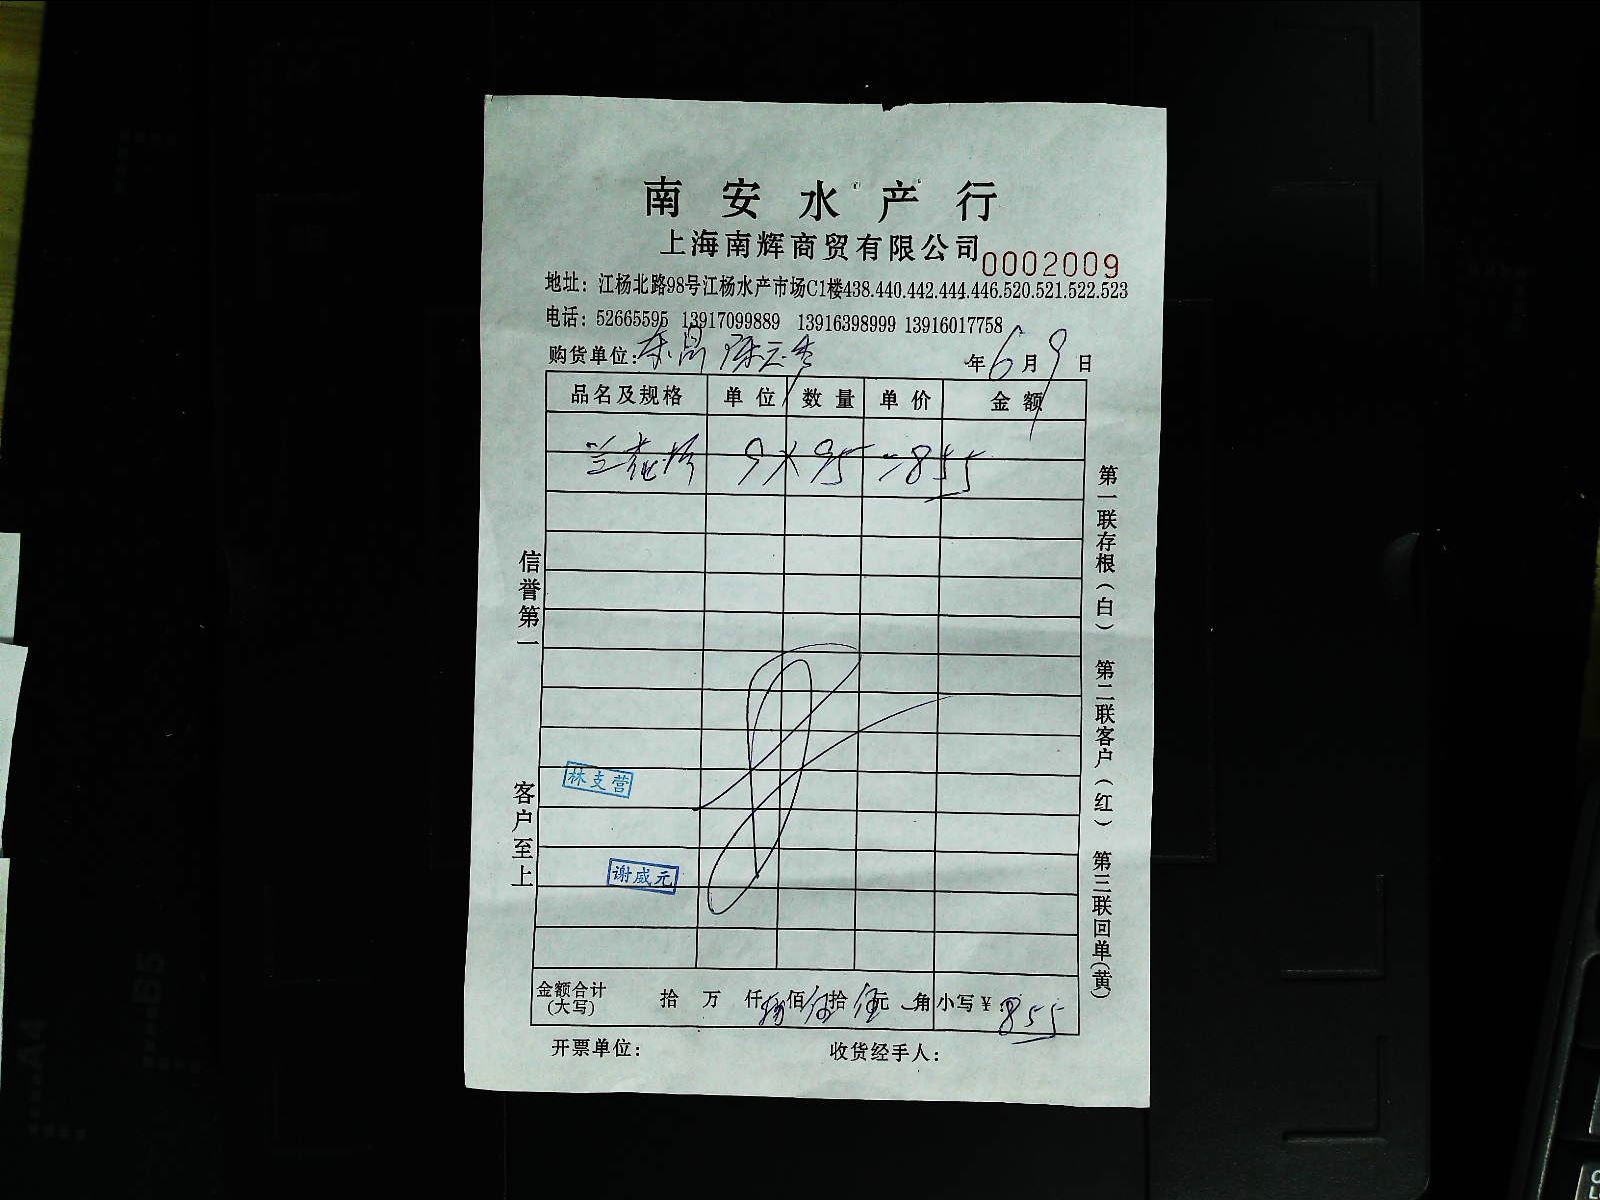 南安水产行
上海南辉商贸有限公司
0002009
地址：江杨北路98号江杨水产市场C1楼438.440.442.444.446.520.521.522.523
电话：52665595 13917099889 13916398999 13916017758
购货单位：
年6月9日
品名及规格 单位 数量 单价 金额
兰花 9×95=855
信誉第一
客户至上
第一联存根（白）
第二联客户（红）
第三联回单(黄)
林支营
谢威元
金额合计
(大写)
拾 万 仟捌佰伍拾伍元 角 小写¥ 855
开票单位：
收货经手人：